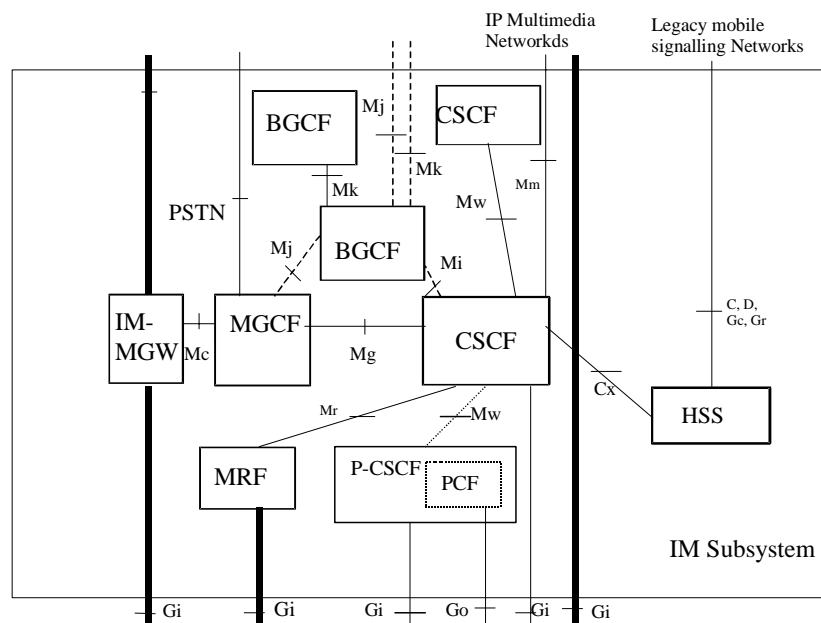 IP Multimedia
Networkds
Legacy mobile
signalling Networks
BGCF
Mj
CSCF
Mk
Mk
Mm
PSTN
Mw
BGCF
Mj
Mi
IM-
MGW
Mc
MGCF
Mg
CSCF
C, D,
Gc, Gr
Cx
HSS
Mr
Mw
MRF
P-CSCF
PCF
IM Subsystem
Gi
Gi
Gi
Go
Gi
Gi